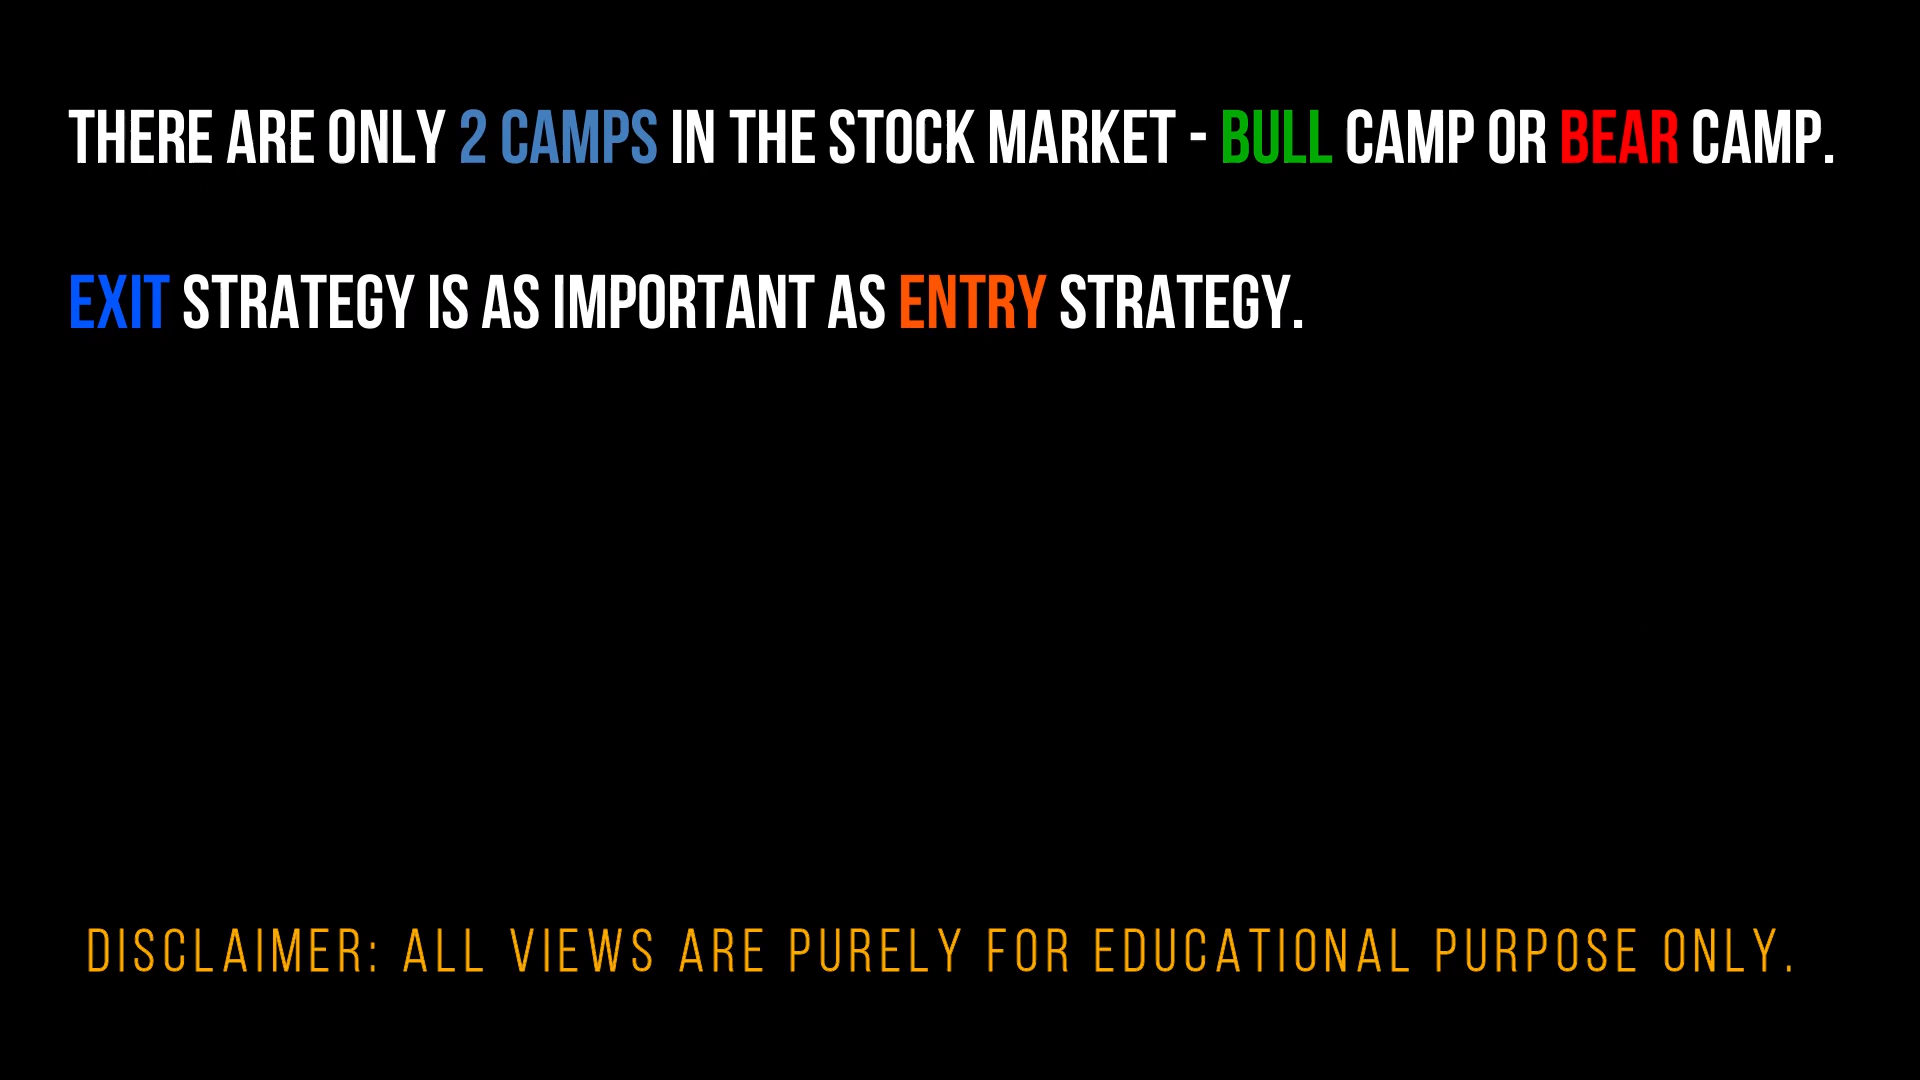 THERE ARE ONLY 2 CAMPS IN THE STOCK MARKET - BULL CAMP OR BEAR CAMP.
EXIT STRATEGY IS AS IMPORTANT AS ENTRY STRATEGY.
DISCLAIMER: ALL VIEWS ARE PURELY FOR EDUCATIONAL PURPOSE ONLY.